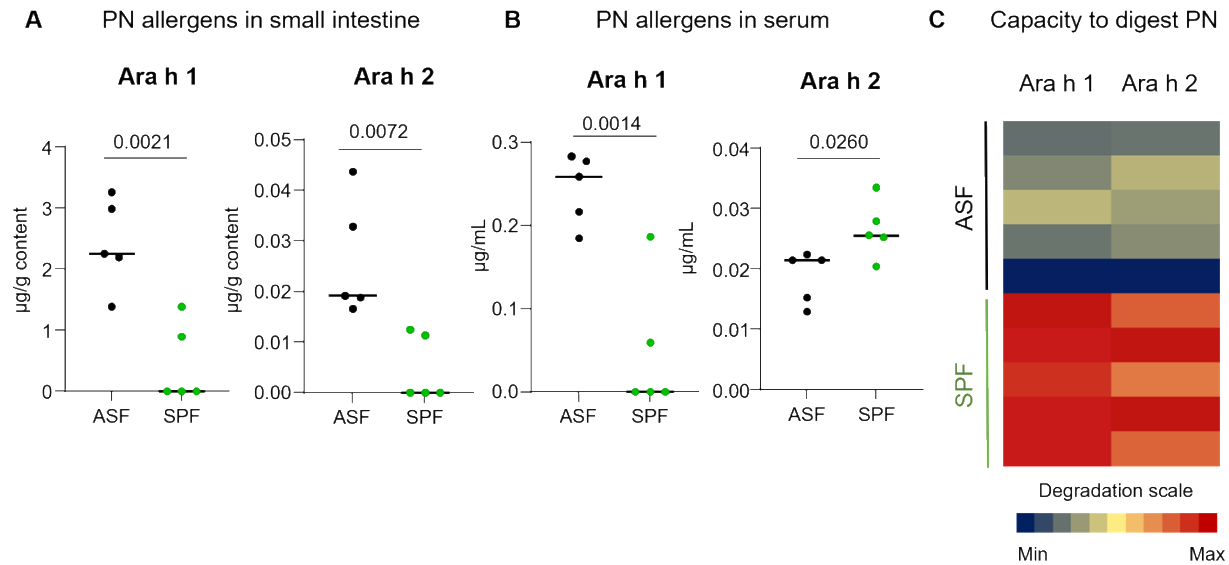 A PN allergens in small intestine
Ara h 1
Ara h 2
0.0021
0.0072
µg/g content
4
3
2
1
0
ASF SPF
µg/g content
0.05
0.04
0.03
0.02
0.01
0.00
ASF SPF
B PN allergens in serum
Ara h 1
Ara h 2
0.0014
0.0260
µg/mL
0.3
0.2
0.1
0.0
ASF SPF
µg/mL
0.04
0.03
0.02
0.01
0.00
ASF SPF
C Capacity to digest PN
Ara h 1 Ara h 2
ASF
SPF
Degradation scale
Min Max